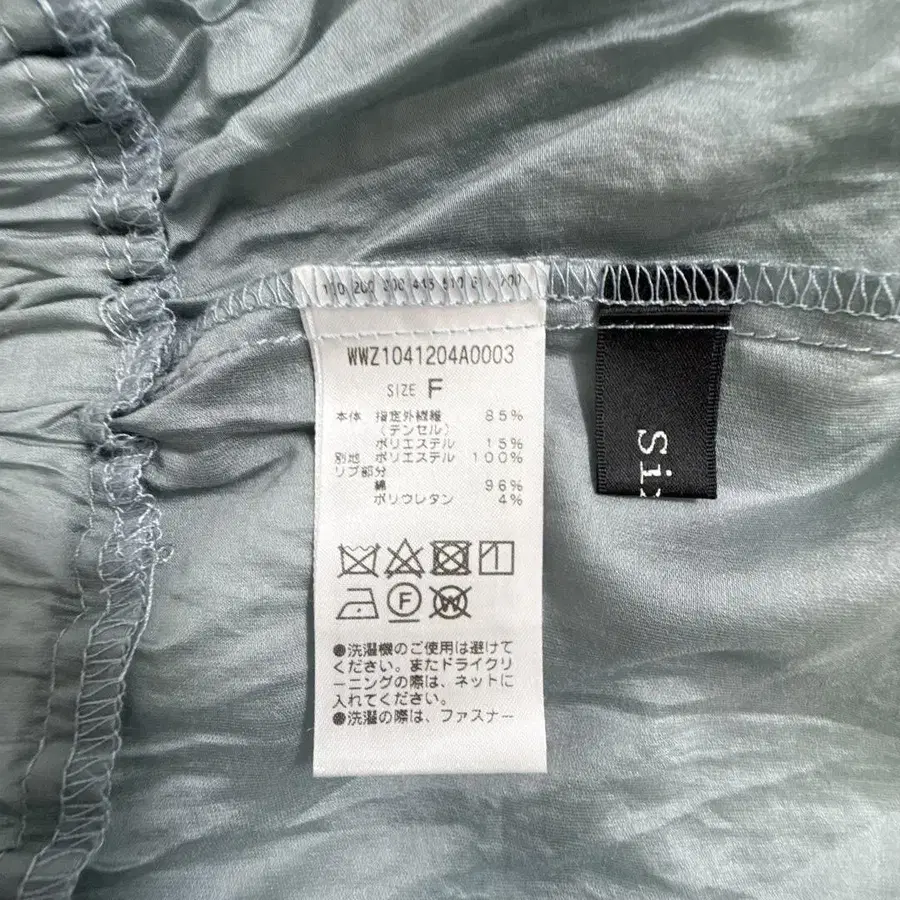 WWZ1041204A0003
SIZE F
本体 指定外繊維 85%
(テンセル)
ポリエステル 15%
別地 ポリエステル 100%
リブ部分
綿 96%
ポリウレタン 4%
F
W
●洗濯機のご使用は避けて
ください。またドライクリ
ーニングの際は、ネットに
入れてください。
●洗濯の際は、ファスナー